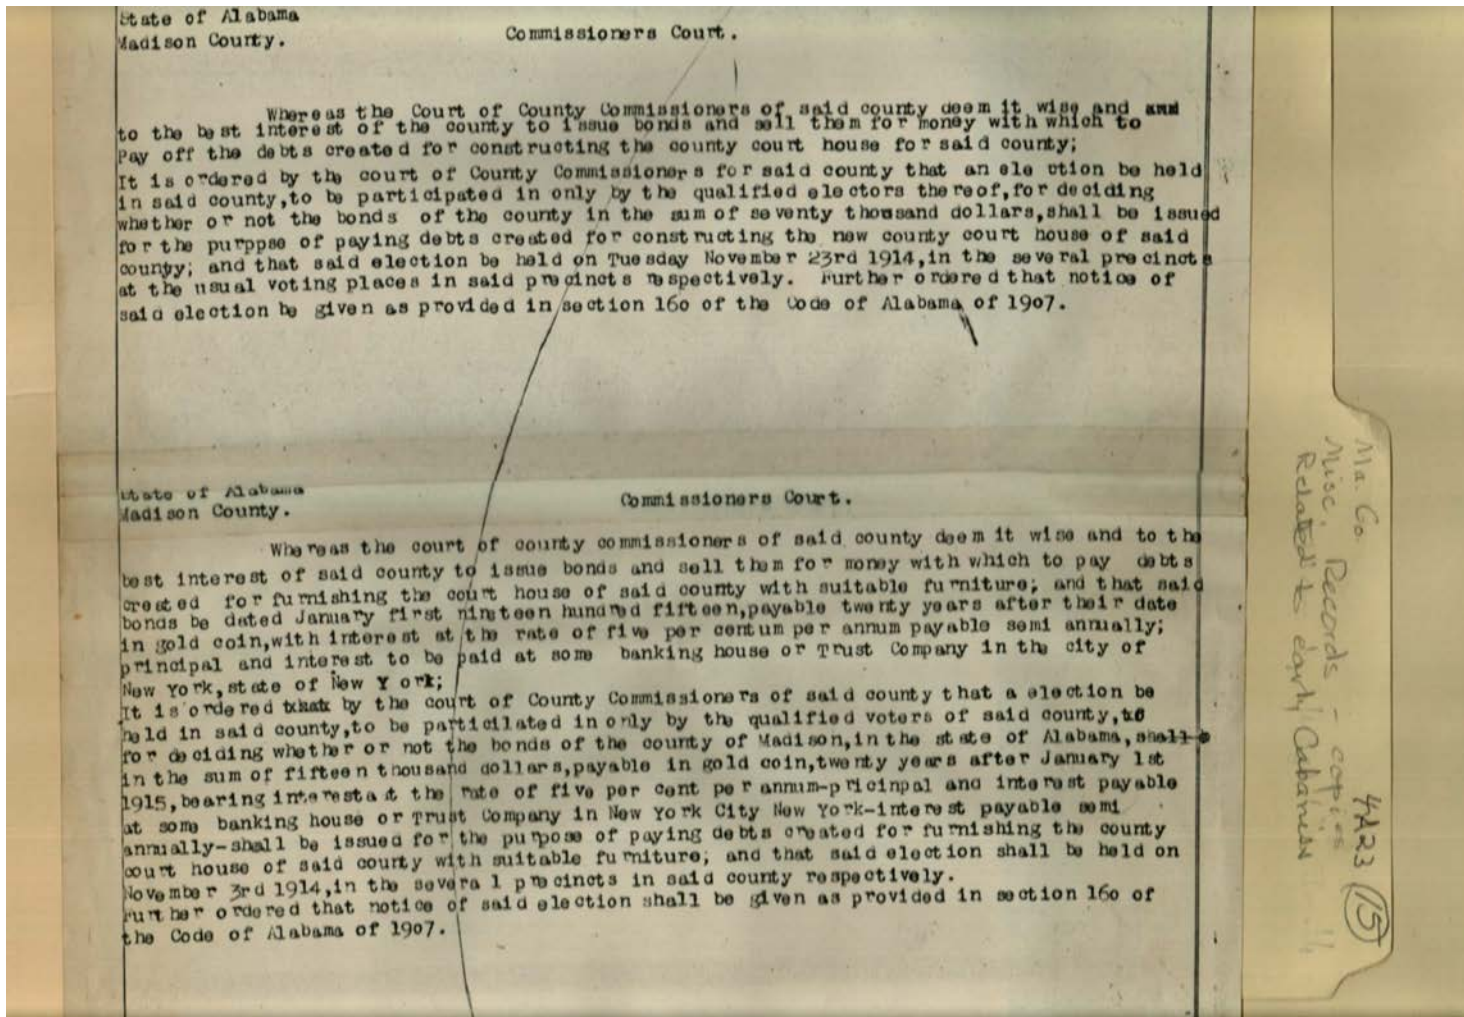 State of Alabama
Madison County.
Commissioners Court.
Whereas the Court of County Commissioners of said county deem it wise and and
to the best interest of the county to issue bonds and sell them for money with which to
Pay off the debts created for constructing the county court house for said county;
It is ordered by the court of County Commissioners for said county that an election be held
in said county,to be participated in only by the qualified electors thereof,for deciding
whether or not the bonds of the county in the sum of seventy thousand dollars,shall be issued
for the purppse of paying debts created for constructing the new county court house of said
county; and that said election be held on Tuesday November 23rd 1914,in the several precincts
at the usual voting places in said precincts respectively. Further ordered that notice of
said election be given as provided in section 160 of the Code of Alabama of 1907.
State of Alabama
Madison County.
Commissioners Court.
Whereas the court of county commissioners of said county deem it wise and to the
best interest of said county to issue bonds and sell them for money with which to pay debts
created for furnishing the court house of said county with suitable furniture; and that said
bonds be dated January first nineteen hundred fifteen,payable twenty years after their date
in gold coin,with interest at the rate of five per centum per annum payable semi annually;
principal and interest to be paid at some banking house or Trust Company in the city of
New York,state of New York;
It is ordered that by the court of County Commissioners of said county that a election be
held in said county,to be particilated in only by the qualified voters of said county,to
for deciding whether or not the bonds of the county of Madison,in the state of Alabama,shall
in the sum of fifteen thousand dollars,payable in gold coin,twenty years after January 1st
1915,bearing interest at the rate of five per cent per annum-pricinpal and interest payable
at some banking house or Trust Company in New York City New York-interest payable semi
annually-shall be issued for the purpose of paying debts created for furnishing the county
court house of said courty with suitable furniture; and that said election shall be held on
November 3rd 1914,in the several precincts in said county respectively.
Further ordered that notice of said election shall be given as provided in section 160 of
the Code of Alabama of 1907.
Ma. Co. 4A23 (15)
Misc. Records - copies
Related to early Cabaniss